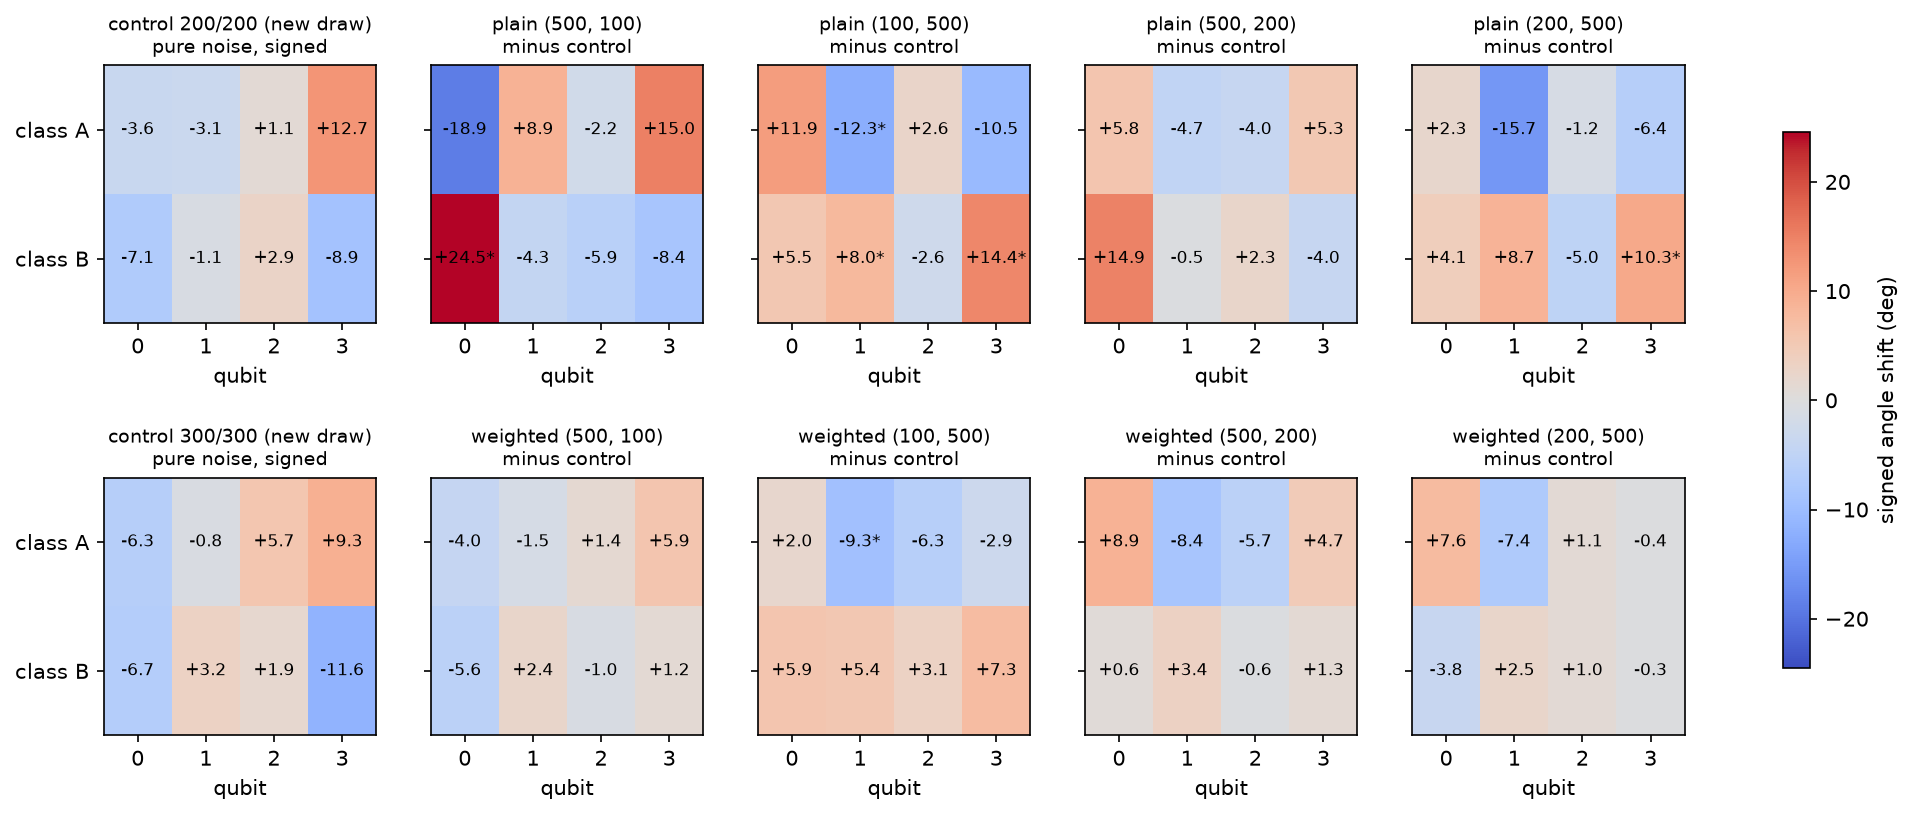 control 200/200 (new draw)
pure noise, signed
plain (500, 100)
minus control
plain (100, 500)
minus control
plain (500, 200)
minus control
plain (200, 500)
minus control
class A
-3.6 -3.1 +1.1 +12.7
-18.9 +8.9 -2.2 +15.0
+11.9 -12.3* +2.6 -10.5
+5.8 -4.7 -4.0 +5.3
+2.3 -15.7 -1.2 -6.4
class B
-7.1 -1.1 +2.9 -8.9
+24.5* -4.3 -5.9 -8.4
+5.5 +8.0* -2.6 +14.4*
+14.9 -0.5 +2.3 -4.0
+4.1 +8.7 -5.0 +10.3*
0 1 2 3
0 1 2 3
0 1 2 3
0 1 2 3
0 1 2 3
qubit
qubit
qubit
qubit
qubit
control 300/300 (new draw)
pure noise, signed
weighted (500, 100)
minus control
weighted (100, 500)
minus control
weighted (500, 200)
minus control
weighted (200, 500)
minus control
class A
-6.3 -0.8 +5.7 +9.3
-4.0 -1.5 +1.4 +5.9
+2.0 -9.3* -6.3 -2.9
+8.9 -8.4 -5.7 +4.7
+7.6 -7.4 +1.1 -0.4
class B
-6.7 +3.2 +1.9 -11.6
-5.6 +2.4 -1.0 +1.2
+5.9 +5.4 +3.1 +7.3
+0.6 +3.4 -0.6 +1.3
-3.8 +2.5 +1.0 -0.3
0 1 2 3
0 1 2 3
0 1 2 3
0 1 2 3
0 1 2 3
qubit
qubit
qubit
qubit
qubit
20
10
0
−10
−20
signed angle shift (deg)